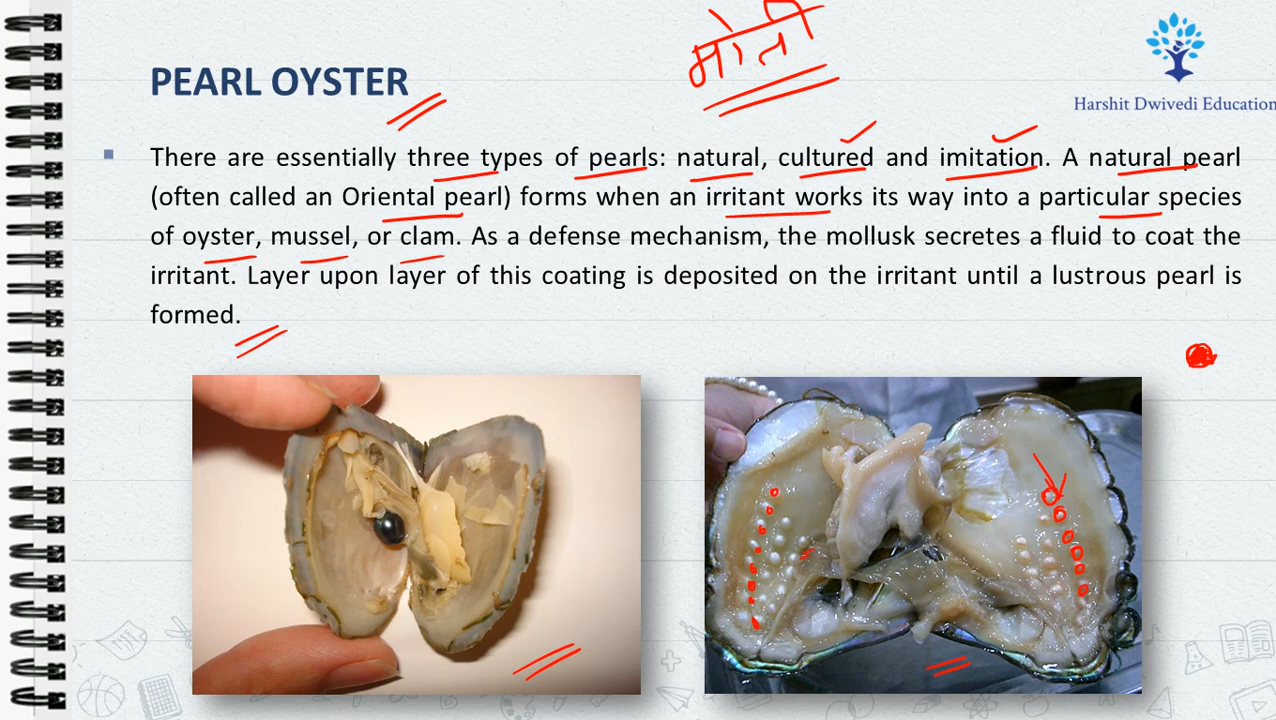 मोती
Harshit Dwivedi Education
PEARL OYSTER
There are essentially three types of pearls: natural, cultured and imitation. A natural pearl
(often called an Oriental pearl) forms when an irritant works its way into a particular species
of oyster, mussel, or clam. As a defense mechanism, the mollusk secretes a fluid to coat the
irritant. Layer upon layer of this coating is deposited on the irritant until a lustrous pearl is
formed.